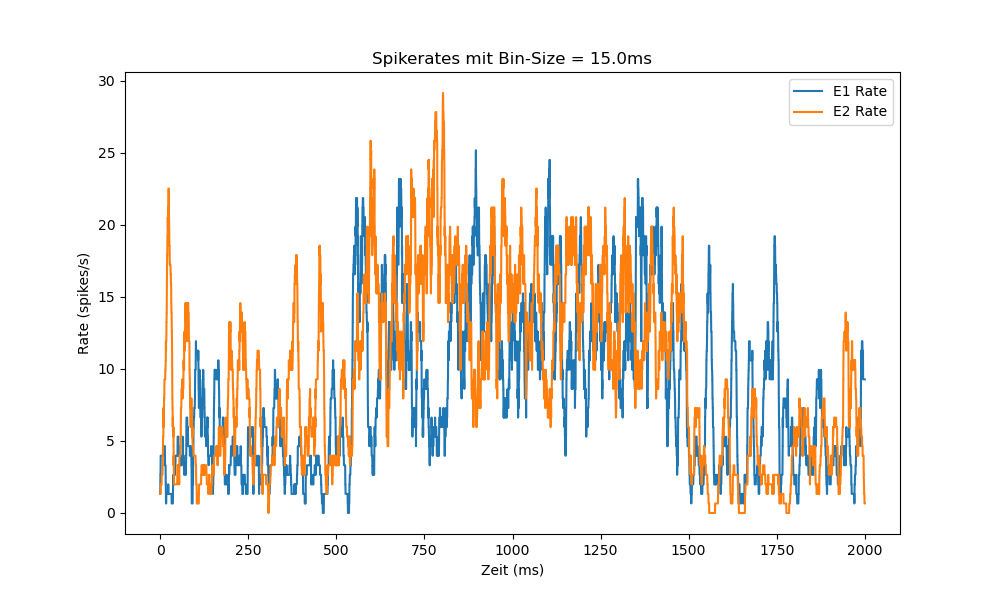 Spikerates mit Bin-Size = 15.0ms
E1 Rate
E2 Rate
30
25
20
15
10
5
0
Rate (spikes/s)
0 250 500 750 1000 1250 1500 1750 2000
Zeit (ms)